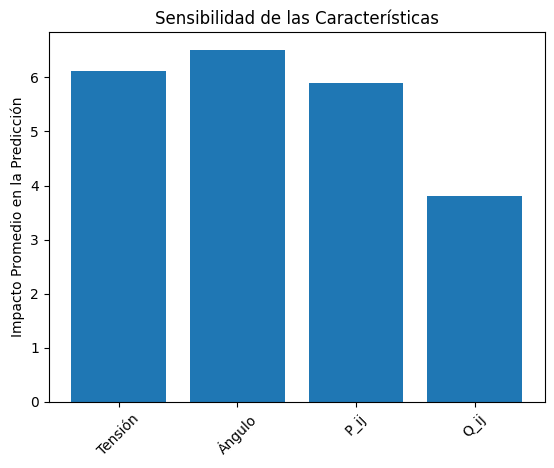 Sensibilidad de las Características
Impacto Promedio en la Predicción
6
5
4
3
2
1
0
Tensión
Ángulo
P_ij
Q_ij